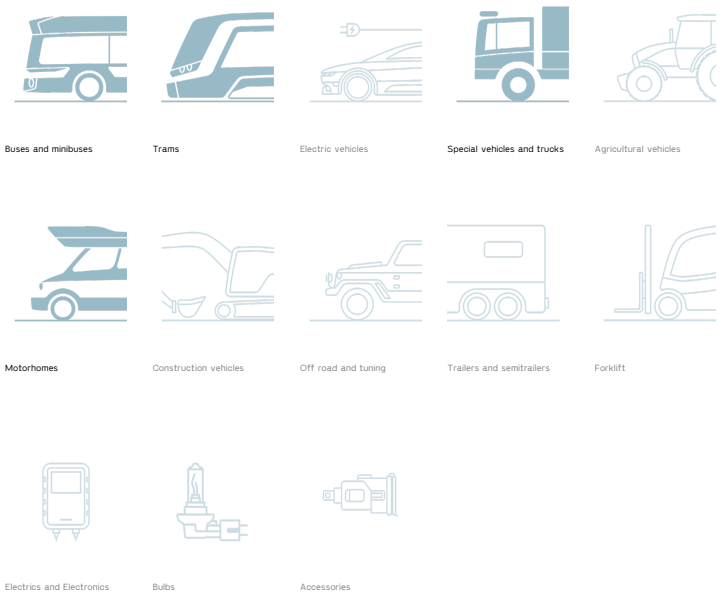 Buses and minibuses
Trams
Electric vehicles
Special vehicles and trucks
Agricultural vehicles
Motorhomes
Construction vehicles
Off road and tuning
Trailers and semitrailers
Forklift
Electrics and Electronics
Bulbs
Accessories